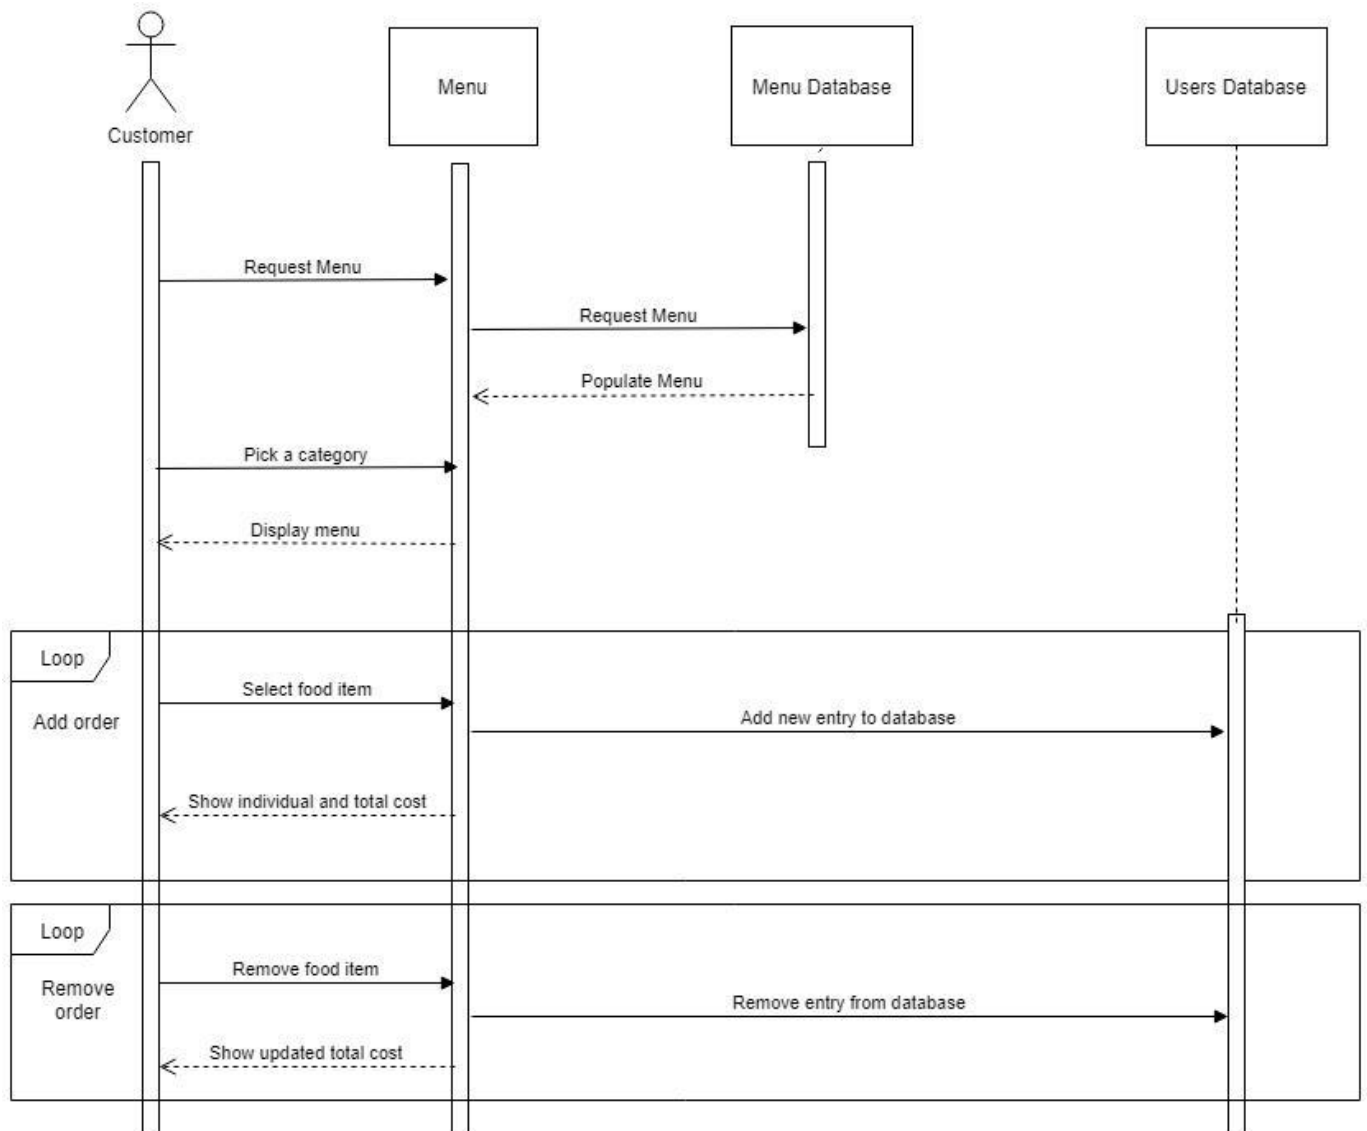 Customer
Menu
Menu Database
Users Database
Request Menu
Request Menu
Populate Menu
Pick a category
Display menu
Loop
Add order
Select food item
Add new entry to database
Show individual and total cost
Loop
Remove
order
Remove food item
Remove entry from database
Show updated total cost